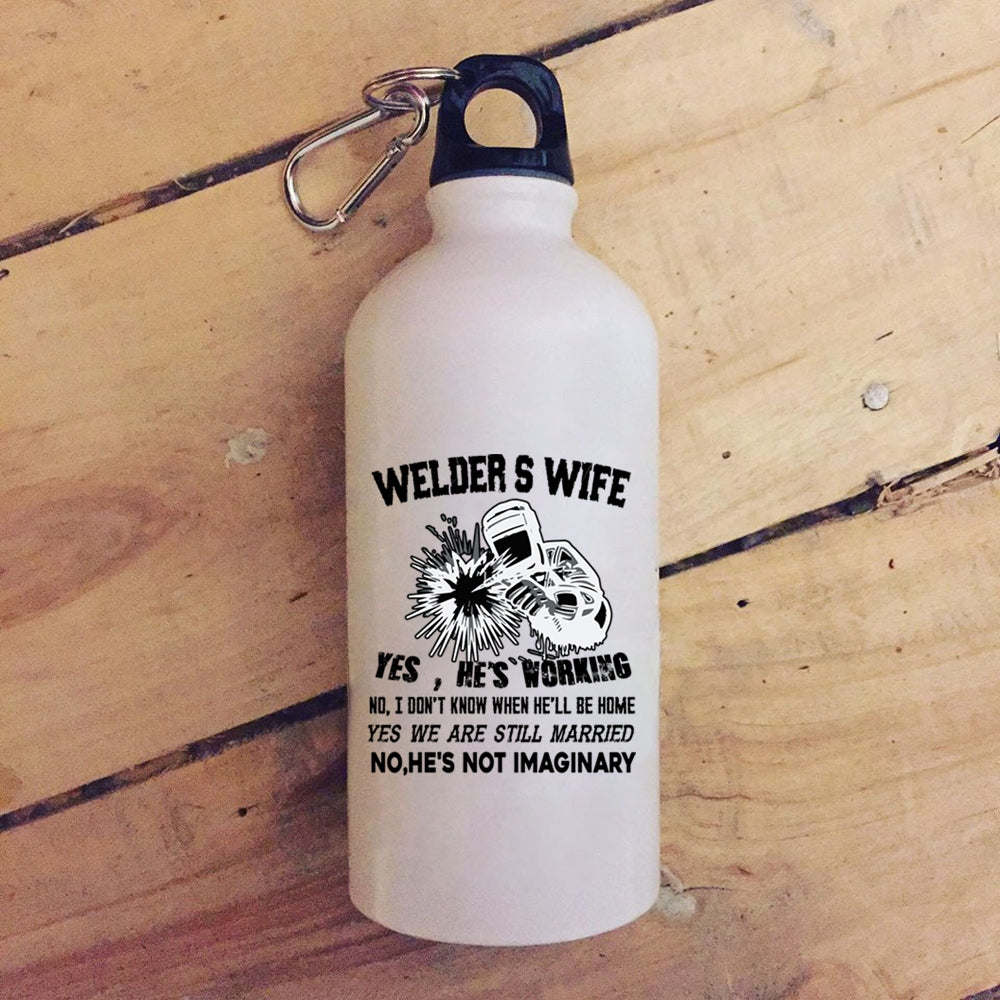 WELDER S WIFE
YES , HE'S WORKING
NO, I DON'T KNOW WHEN HE'LL BE HOME
YES WE ARE STILL MARRIED
NO,HE'S NOT IMAGINARY